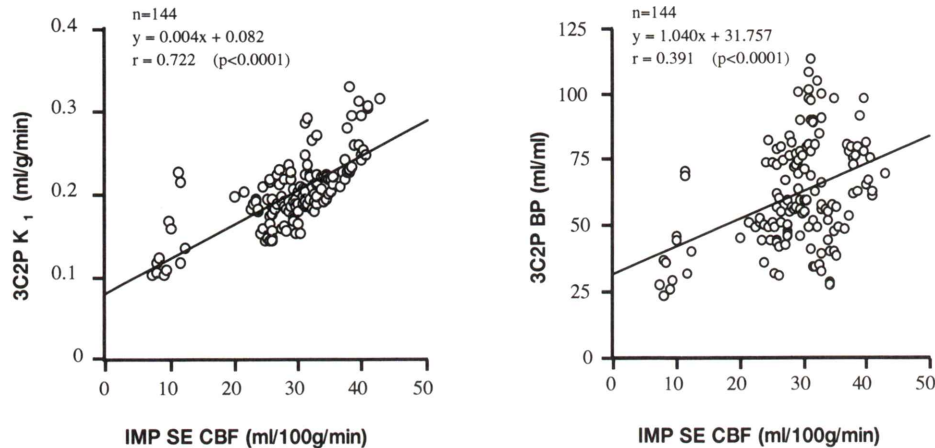 n=144
y = 0.004x + 0.082
r = 0.722 (p<0.0001)
0.4
0.3
0.2
0.1
0
3C2P K 1 (ml/g/min)
0 10 20 30 40 50
IMP SE CBF (ml/100g/min)
n=144
y = 1.040x + 31.757
r = 0.391 (p<0.0001)
125
100
75
50
25
0
3C2P BP (ml/ml)
0 10 20 30 40 50
IMP SE CBF (ml/100g/min)